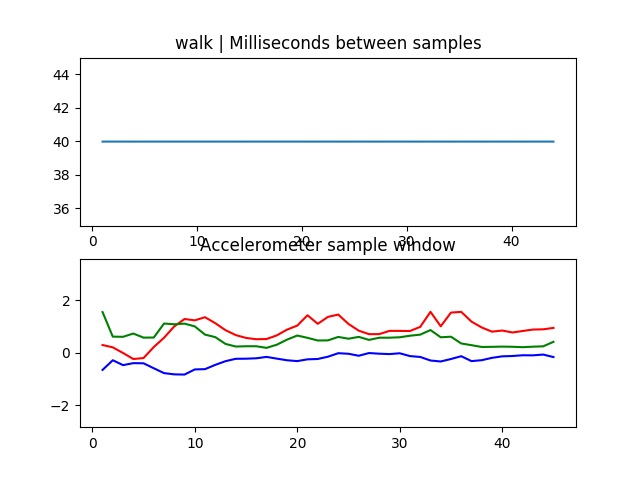 walk | Milliseconds between samples
44
42
40
38
36
0 10 20 30 40
Accelerometer sample window
2
0
−2
0 10 20 30 40